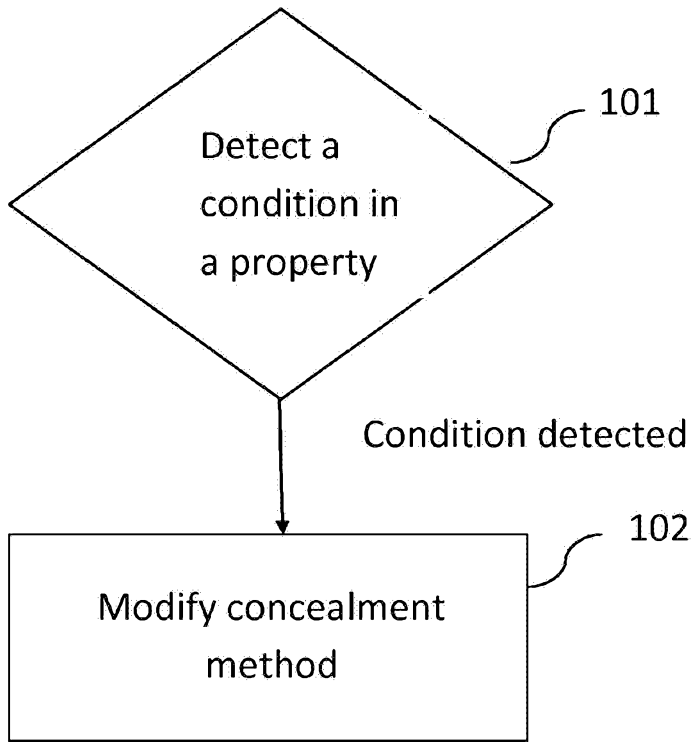 101
Detect a
condition in
a property
Condition detected
102
Modify concealment
method